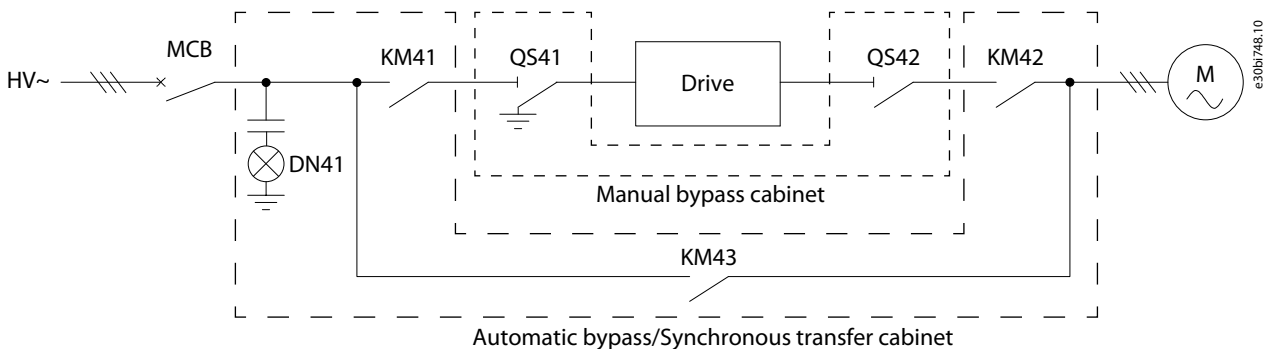 HV~
MCB
KM41
QS41
Drive
QS42
KM42
M
e30bi748.10
DN41
Manual bypass cabinet
KM43
Automatic bypass/Synchronous transfer cabinet